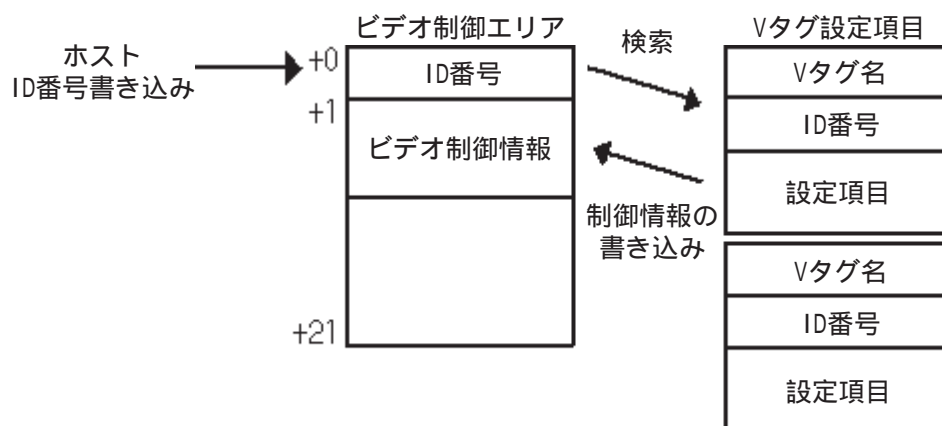 ホスト
ID番号書き込み
ビデオ制御エリア
+0
ID番号
+1
ビデオ制御情報
+21
検索
制御情報の
書き込み
Vタグ設定項目
Vタグ名
ID番号
設定項目
Vタグ名
ID番号
設定項目